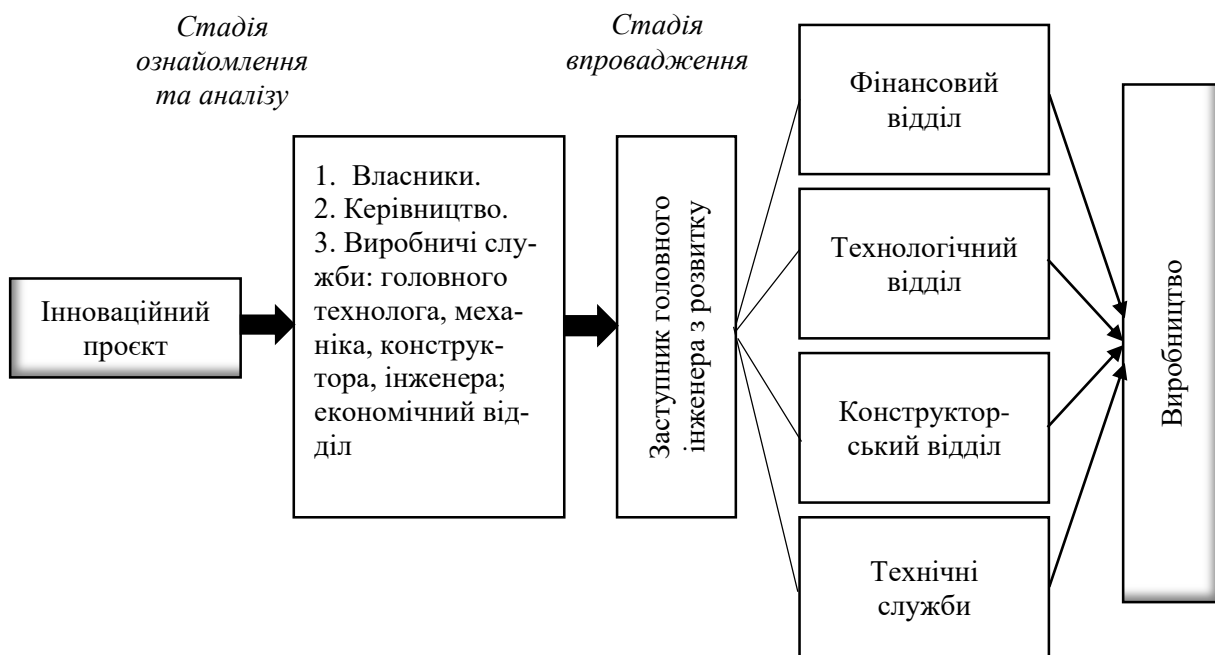 Стадія
ознайомлення
та аналізу
Стадія
впровадження
Інноваційний
проєкт
1. Власники.
2. Керівництво.
3. Виробничі слу-
жби: головного
технолога, меха-
ніка, конструк-
тора, інженера;
економічний від-
діл
Заступник головного
інженера з розвитку
Фінансовий
відділ
Технологічний
відділ
Конструктор-
ський відділ
Технічні
служби
Виробництво